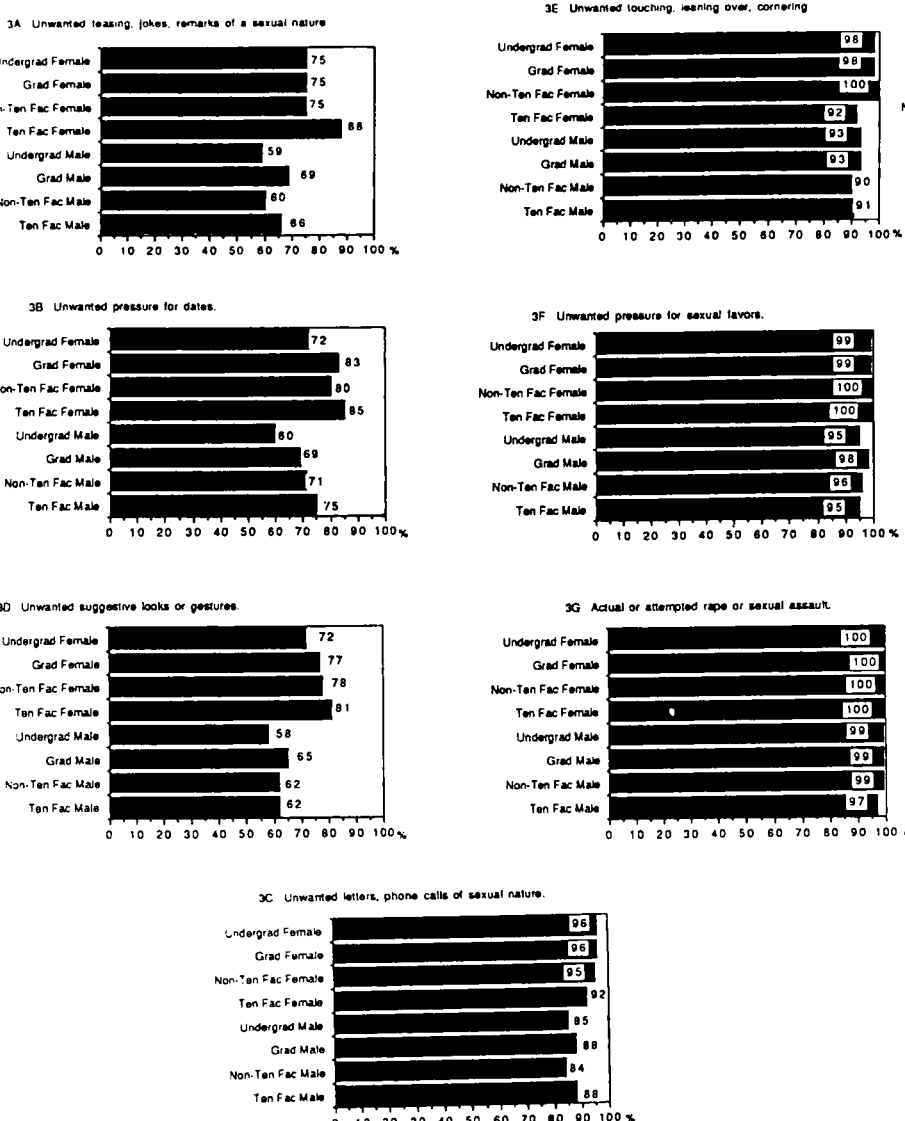 3A Unwanted teasing, jokes, remarks of a sexual nature
ndergrad Female 75
Grad Female 75
n-Ten Fac Female 75
Ten Fac Female 88
Undergrad Male 59
Grad Male 69
Non-Ten Fac Male 60
Ten Fac Male 66
0 10 20 30 40 50 60 70 80 90 100 %
3E Unwanted touching, leaning over, cornering
Undergrad Female 98
Grad Female 98
Non-Ten Fac Female 100
Ten Fac Female 92
Undergrad Male 93
Grad Male 93
Non-Ten Fac Male 90
Ten Fac Male 91
0 10 20 30 40 50 60 70 80 90 100%
3B Unwanted pressure for dates.
Undergrad Female 72
Grad Female 83
on-Ten Fac Female 80
Ten Fac Female 85
Undergrad Male 60
Grad Male 69
Non-Ten Fac Male 71
Ten Fac Male 75
0 10 20 30 40 50 60 70 80 90 100%
3F Unwanted pressure for sexual favors.
Undergrad Female 99
Grad Female 99
Non-Ten Fac Female 100
Ten Fac Female 100
Undergrad Male 95
Grad Male 98
Non-Ten Fac Male 96
Ten Fac Male 95
0 10 20 30 40 50 60 70 80 90 100%
3D Unwanted suggestive looks or gestures.
Undergrad Female 72
Grad Female 77
on-Ten Fac Female 78
Ten Fac Female 81
Undergrad Male 58
Grad Male 65
Non-Ten Fac Male 62
Ten Fac Male 62
0 10 20 30 40 50 60 70 80 90 100 %
3G Actual or attempted rape or sexual assault.
Undergrad Female 100
Grad Female 100
Non-Ten Fac Female 100
Ten Fac Female 100
Undergrad Male 99
Grad Male 99
Non-Ten Fac Male 99
Ten Fac Male 97
0 10 20 30 40 50 60 70 80 90 100
3C Unwanted letters, phone calls of sexual nature.
Undergrad Female 96
Grad Female 96
Non-Ten Fac Female 95
Ten Fac Female 92
Undergrad Male 85
Grad Male 88
Non-Ten Fac Male 84
Ten Fac Male 88
0 10 20 30 40 50 60 70 80 90 100 %